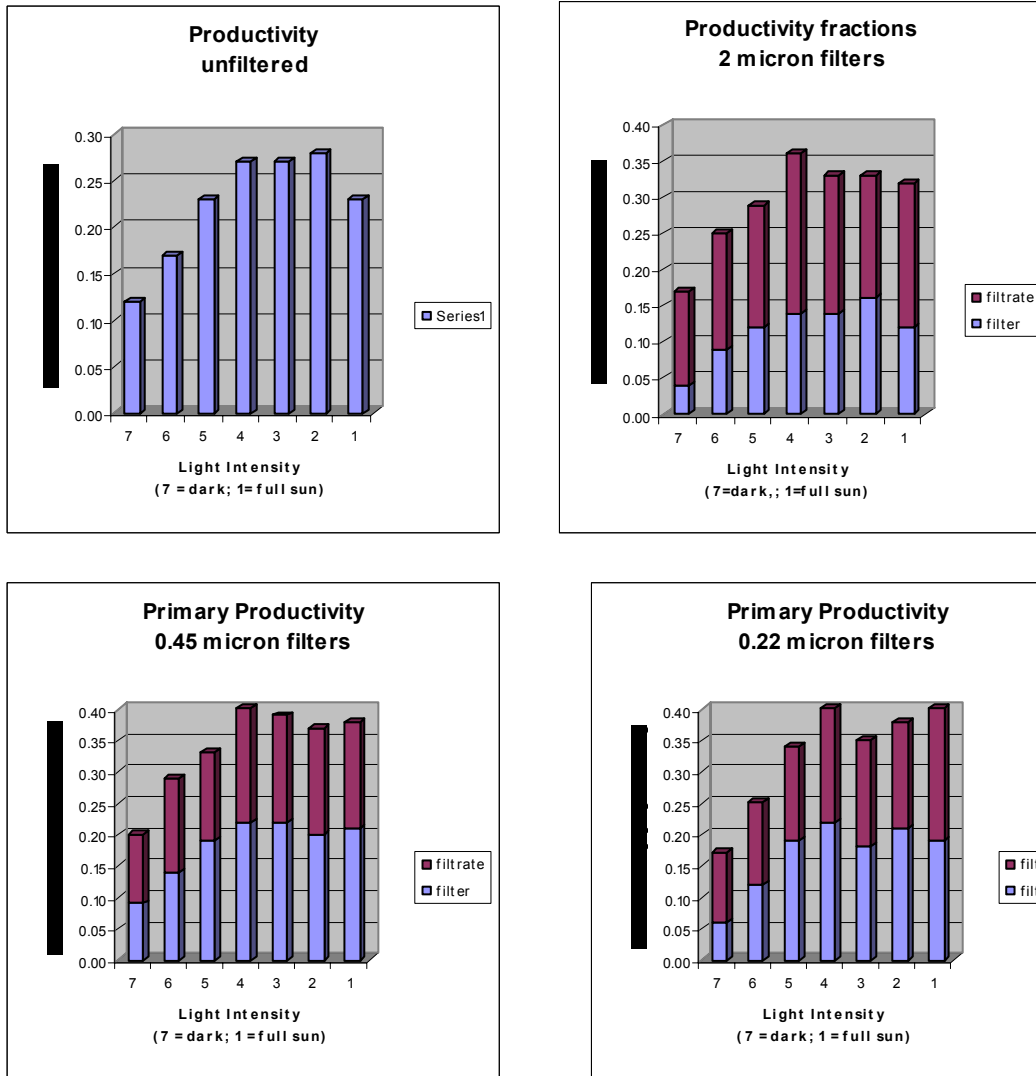 Productivity
unfiltered
0.30
0.25
0.20
0.15
0.10
0.05
0.00
7 6 5 4 3 2 1
Series1
Light Intensity
(7 = dark; 1= full sun)
Productivity fractions
2 micron filters
0.40
0.35
0.30
0.25
0.20
0.15
0.10
0.05
0.00
7 6 5 4 3 2 1
filtrate
filter
Light Intensity
(7=dark,; 1=full sun)
Primary Productivity
0.45 micron filters
0.40
0.35
0.30
0.25
0.20
0.15
0.10
0.05
0.00
7 6 5 4 3 2 1
filtrate
filter
Light Intensity
(7 = dark; 1 = full sun)
Primary Productivity
0.22 micron filters
0.40
0.35
0.30
0.25
0.20
0.15
0.10
0.05
0.00
7 6 5 4 3 2 1
Light Intensity
(7 = dark; 1 = full sun)